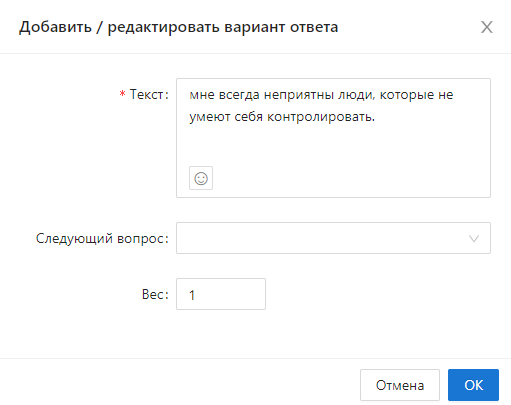 Добавить / редактировать вариант ответа
* Текст:
мне всегда неприятны люди, которые не
умеют себя контролировать.
Следующий вопрос:
Вес:
1
Отмена
OK